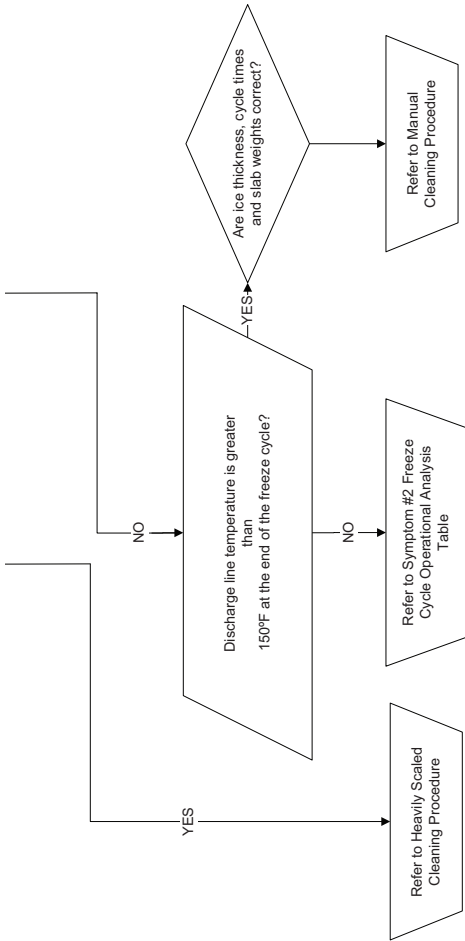 NO
Discharge line temperature is greater
than
150ºF at the end of the freeze cycle?
YES
Are ice thickness, cycle times
and slab weights correct?
YES
NO
Refer to Heavily Scaled
Cleaning Procedure
Refer to Symptom #2 Freeze
Cycle Operational Analysis
Table
Refer to Manual
Cleaning Procedure